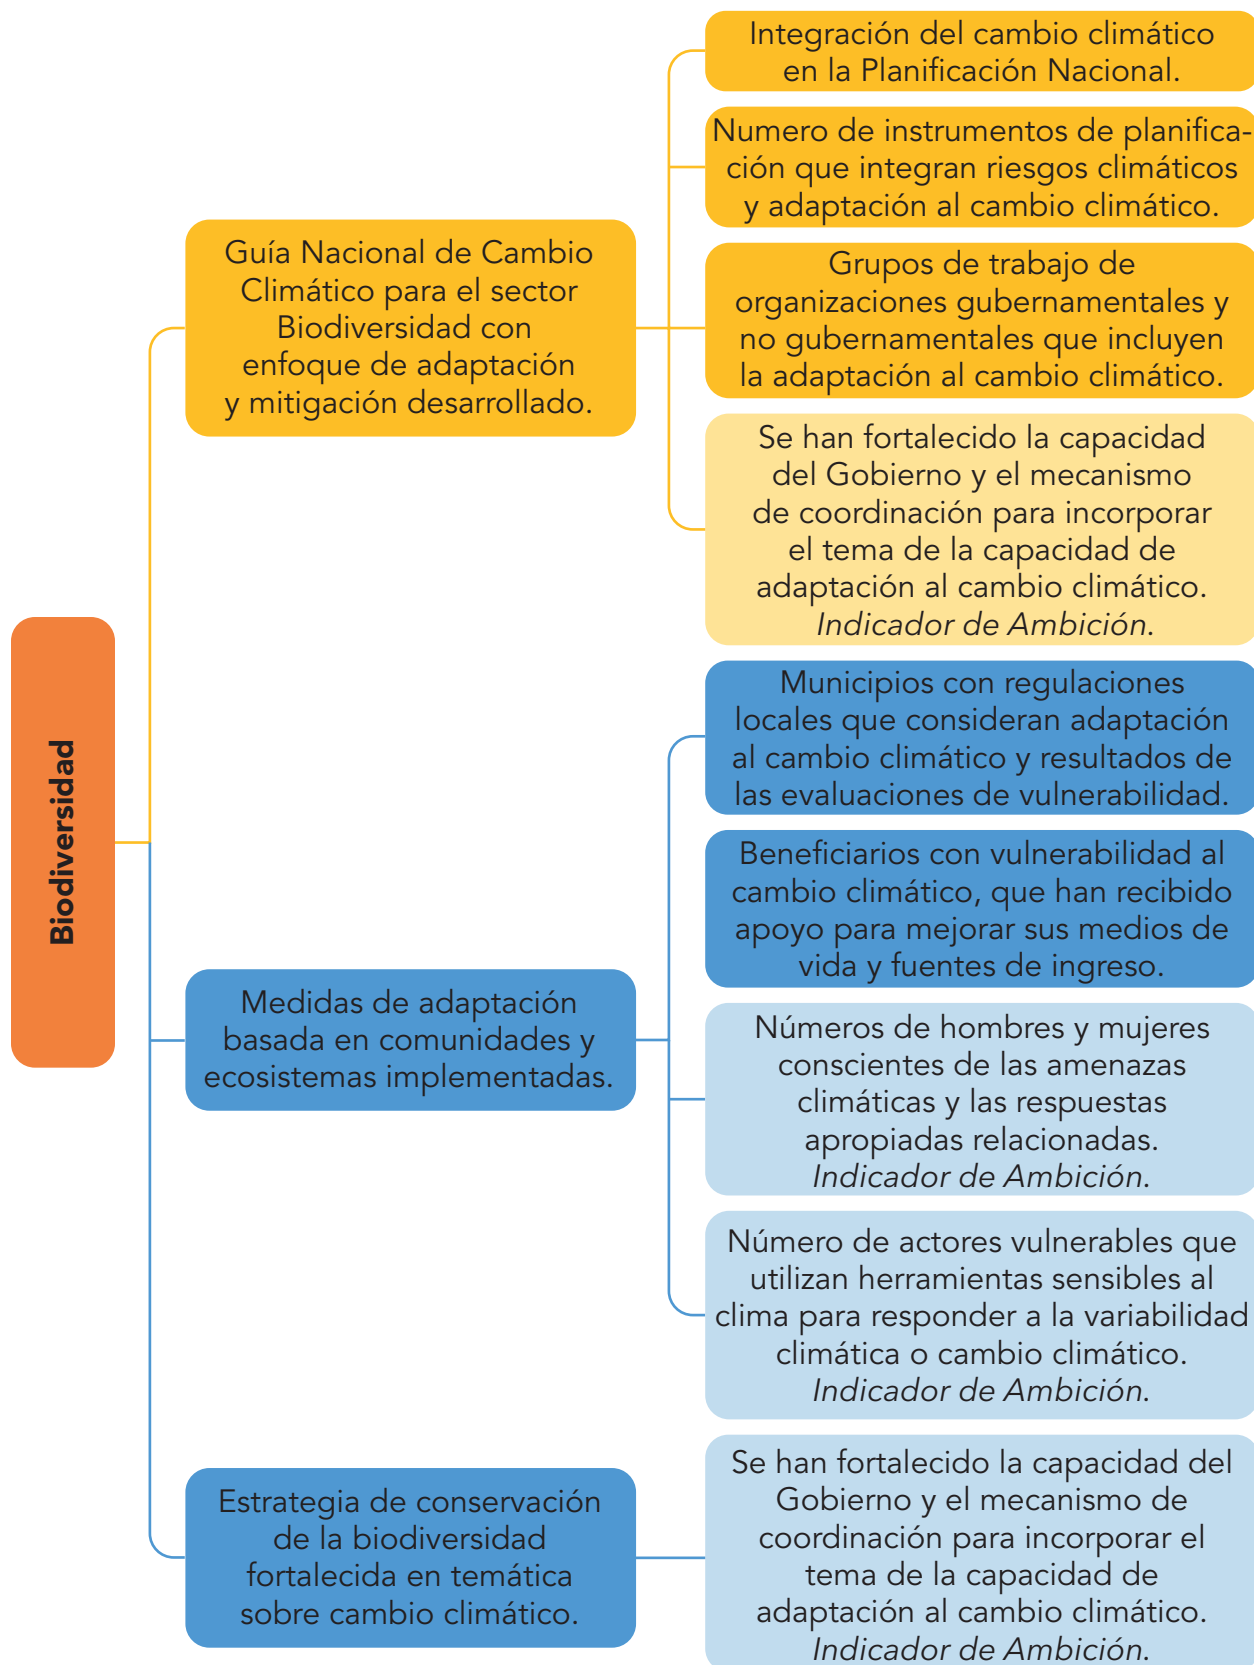 Biodiversidad
Guía Nacional de Cambio
Climático para el sector
Biodiversidad con
enfoque de adaptación
y mitigación desarrollado.
Integración del cambio climático
en la Planificación Nacional.
Numero de instrumentos de planifica-
ción que integran riesgos climáticos
y adaptación al cambio climático.
Grupos de trabajo de
organizaciones gubernamentales y
no gubernamentales que incluyen
la adaptación al cambio climático.
Se han fortalecido la capacidad
del Gobierno y el mecanismo
de coordinación para incorporar
el tema de la capacidad de
adaptación al cambio climático.
Indicador de Ambición.
Medidas de adaptación
basada en comunidades y
ecosistemas implementadas.
Municipios con regulaciones
locales que consideran adaptación
al cambio climático y resultados de
las evaluaciones de vulnerabilidad.
Beneficiarios con vulnerabilidad al
cambio climático, que han recibido
apoyo para mejorar sus medios de
vida y fuentes de ingreso.
Números de hombres y mujeres
conscientes de las amenazas
climáticas y las respuestas
apropiadas relacionadas.
Indicador de Ambición.
Número de actores vulnerables que
utilizan herramientas sensibles al
clima para responder a la variabilidad
climática o cambio climático.
Indicador de Ambición.
Estrategia de conservación
de la biodiversidad
fortalecida en temática
sobre cambio climático.
Se han fortalecido la capacidad del
Gobierno y el mecanismo de
coordinación para incorporar el
tema de la capacidad de
adaptación al cambio climático.
Indicador de Ambición.